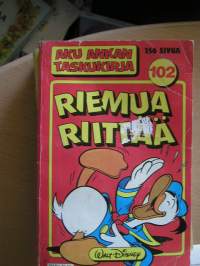 AKU ANKAN
TASKUKIRJA
256 SIVUA
102
RIEMUA
RIITTÄÄ
WALT DISNEY